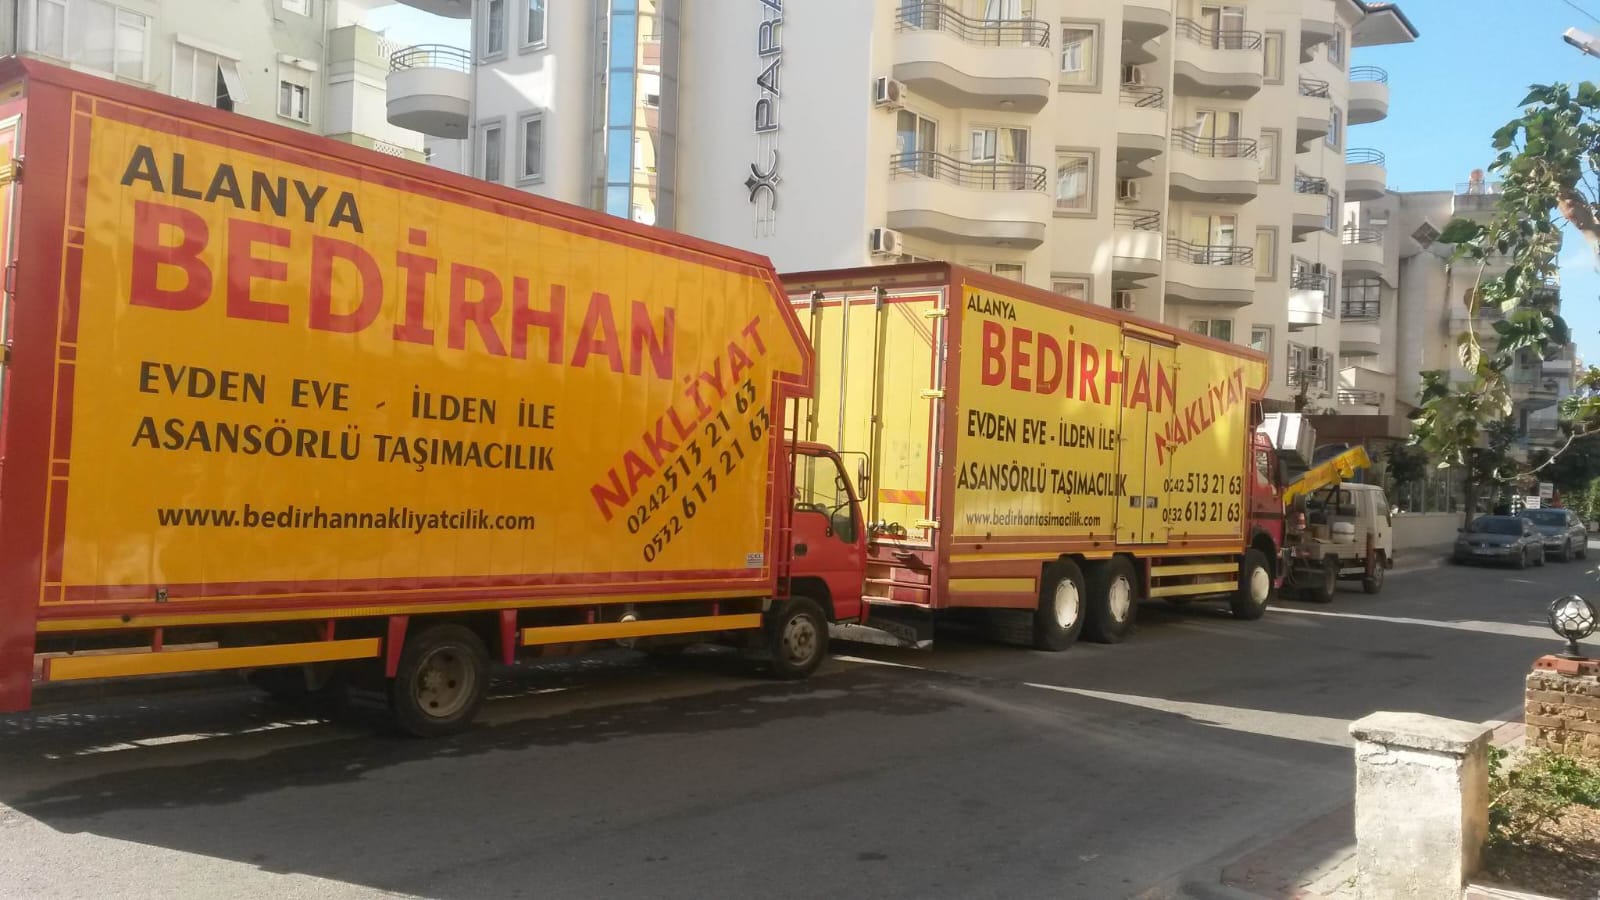 ALANYA
BEDİRHAN
NAKLİYAT
EVDEN EVE - İLDEN İLE
ASANSÖRLÜ TAŞIMACILIK
www.bedirhannakliyatcilik.com
0242 513 21 63
0532 613 21 63
ALANYA
BEDİRHAN
NAKLİYAT
EVDEN EVE - İLDEN İLE
ASANSÖRLÜ TAŞIMACILIK
www.bedirhantasimacilik.com
0242 513 21 63
0532 613 21 63